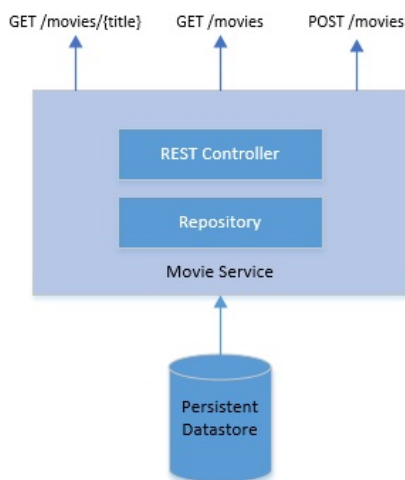 GET /movies/{title}
GET /movies
POST /movies
REST Controller
Repository
Movie Service
Persistent
Datastore